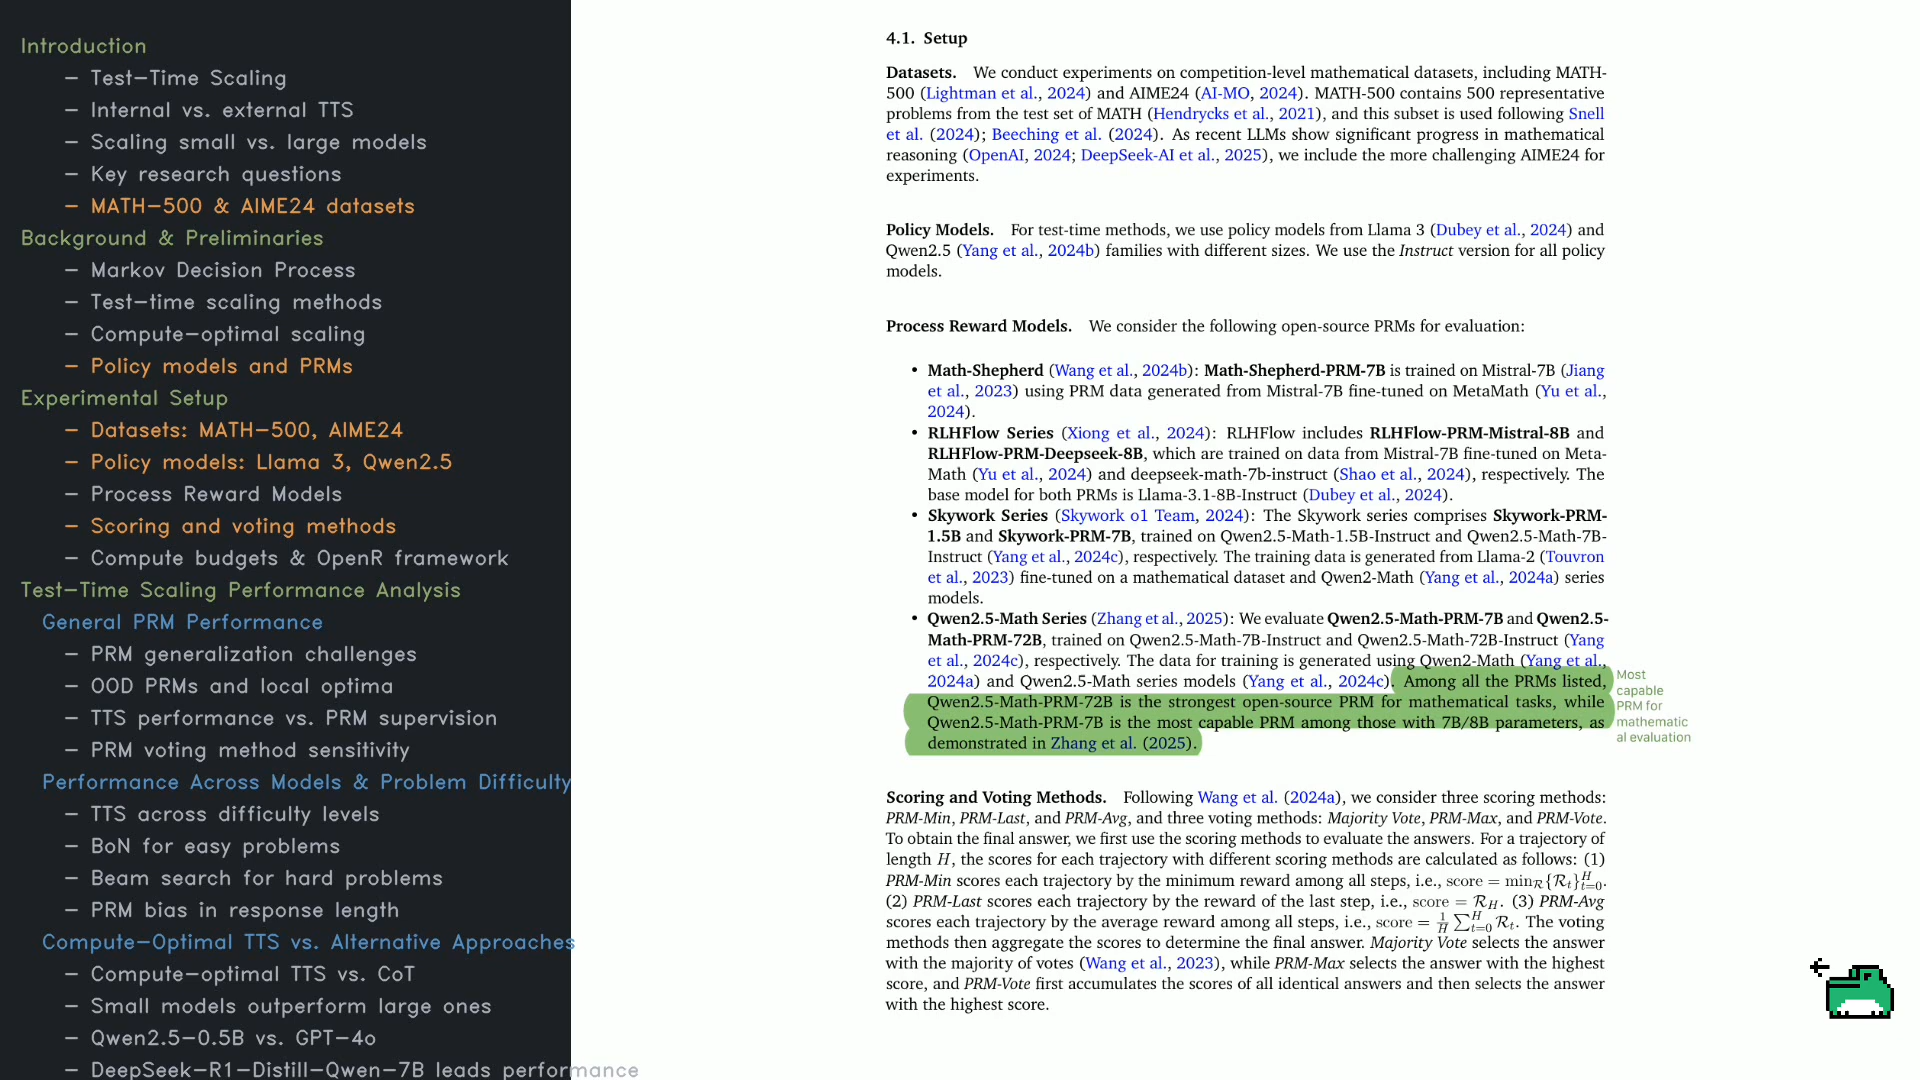 Introduction
– Test-Time Scaling
– Internal vs. external TTS
– Scaling small vs. large models
– Key research questions
– MATH-500 & AIME24 datasets
Background & Preliminaries
– Markov Decision Process
– Test-time scaling methods
– Compute-optimal scaling
– Policy models and PRMs
Experimental Setup
– Datasets: MATH-500, AIME24
– Policy models: Llama 3, Qwen2.5
– Process Reward Models
– Scoring and voting methods
– Compute budgets & OpenR framework
Test-Time Scaling Performance Analysis
General PRM Performance
– PRM generalization challenges
– OOD PRMs and local optima
– TTS performance vs. PRM supervision
– PRM voting method sensitivity
Performance Across Models & Problem Difficulty
– TTS across difficulty levels
– BoN for easy problems
– Beam search for hard problems
– PRM bias in response length
Compute-Optimal TTS vs. Alternative Approaches
– Compute-optimal TTS vs. CoT
– Small models outperform large ones
– Qwen2.5-0.5B vs. GPT-4o
– DeepSeek-R1-Distill-Qwen-7B leads performance
4.1. Setup
Datasets. We conduct experiments on competition-level mathematical datasets, including MATH-
500 (Lightman et al., 2024) and AIME24 (AI-MO, 2024). MATH-500 contains 500 representative
problems from the test set of MATH (Hendrycks et al., 2021), and this subset is used following Snell
et al. (2024); Beeching et al. (2024). As recent LLMs show significant progress in mathematical
reasoning (OpenAI, 2024; DeepSeek-AI et al., 2025), we include the more challenging AIME24 for
experiments.
Policy Models. For test-time methods, we use policy models from Llama 3 (Dubey et al., 2024) and
Qwen2.5 (Yang et al., 2024b) families with different sizes. We use the Instruct version for all policy
models.
Process Reward Models. We consider the following open-source PRMs for evaluation:
• Math-Shepherd (Wang et al., 2024b): Math-Shepherd-PRM-7B is trained on Mistral-7B (Jiang
et al., 2023) using PRM data generated from Mistral-7B fine-tuned on MetaMath (Yu et al.,
2024).
• RLHFlow Series (Xiong et al., 2024): RLHFlow includes RLHFlow-PRM-Mistral-8B and
RLHFlow-PRM-Deepseek-8B, which are trained on data from Mistral-7B fine-tuned on Meta-
Math (Yu et al., 2024) and deepseek-math-7b-instruct (Shao et al., 2024), respectively. The
base model for both PRMs is Llama-3.1-8B-Instruct (Dubey et al., 2024).
• Skywork Series (Skywork o1 Team, 2024): The Skywork series comprises Skywork-PRM-
1.5B and Skywork-PRM-7B, trained on Qwen2.5-Math-1.5B-Instruct and Qwen2.5-Math-7B-
Instruct (Yang et al., 2024c), respectively. The training data is generated from Llama-2 (Touvron
et al., 2023) fine-tuned on a mathematical dataset and Qwen2-Math (Yang et al., 2024a) series
models.
• Qwen2.5-Math Series (Zhang et al., 2025): We evaluate Qwen2.5-Math-PRM-7B and Qwen2.5-
Math-PRM-72B, trained on Qwen2.5-Math-7B-Instruct and Qwen2.5-Math-72B-Instruct (Yang
et al., 2024c), respectively. The data for training is generated using Qwen2-Math (Yang et al.,
2024a) and Qwen2.5-Math series models (Yang et al., 2024c). Among all the PRMs listed,
Qwen2.5-Math-PRM-72B is the strongest open-source PRM for mathematical tasks, while
Qwen2.5-Math-PRM-7B is the most capable PRM among those with 7B/8B parameters, as
demonstrated in Zhang et al. (2025).
Most
capable
PRM for
mathematic
al evaluation
Scoring and Voting Methods. Following Wang et al. (2024a), we consider three scoring methods:
PRM-Min, PRM-Last, and PRM-Avg, and three voting methods: Majority Vote, PRM-Max, and PRM-Vote.
To obtain the final answer, we first use the scoring methods to evaluate the answers. For a trajectory of
length H, the scores for each trajectory with different scoring methods are calculated as follows: (1)
PRM-Min scores each trajectory by the minimum reward among all steps, i.e., score = min_ℛ{ℛ_t}_{t=0}^H.
(2) PRM-Last scores each trajectory by the reward of the last step, i.e., score = ℛ_H. (3) PRM-Avg
scores each trajectory by the average reward among all steps, i.e., score = 1/H ∑_{t=0}^H ℛ_t. The voting
methods then aggregate the scores to determine the final answer. Majority Vote selects the answer
with the majority of votes (Wang et al., 2023), while PRM-Max selects the answer with the highest
score, and PRM-Vote first accumulates the scores of all identical answers and then selects the answer
with the highest score.